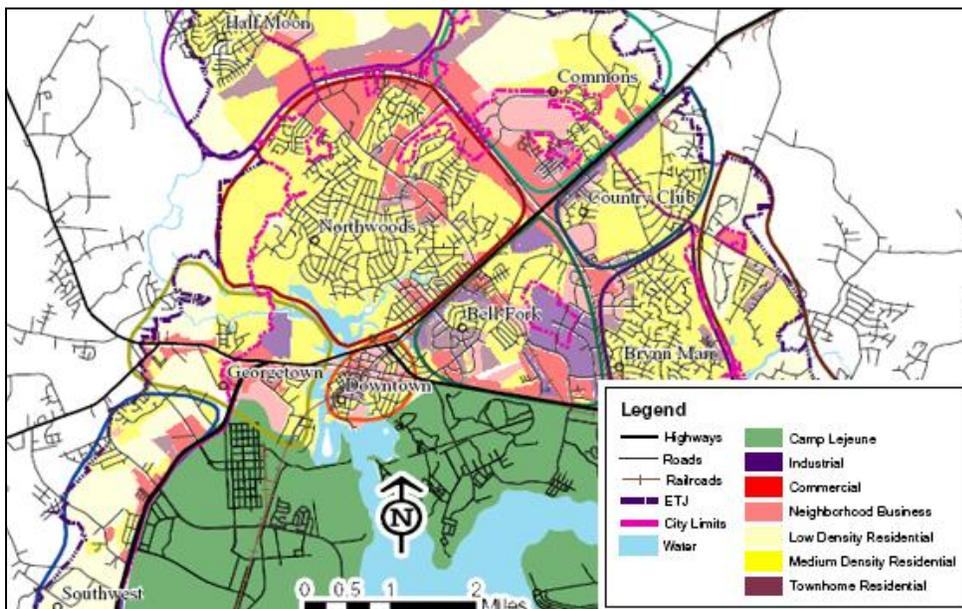 Half Moon
Commons
Country Club
Northwoods
Bell Fork
Brynn Marr
Georgetown
Downtown
Southwest
N
0 0.5 1 2
Miles
Legend
Highways
Roads
Railroads
ETJ
City Limits
Water
Camp Lejeune
Industrial
Commercial
Neighborhood Business
Low Density Residential
Medium Density Residential
Townhome Residential